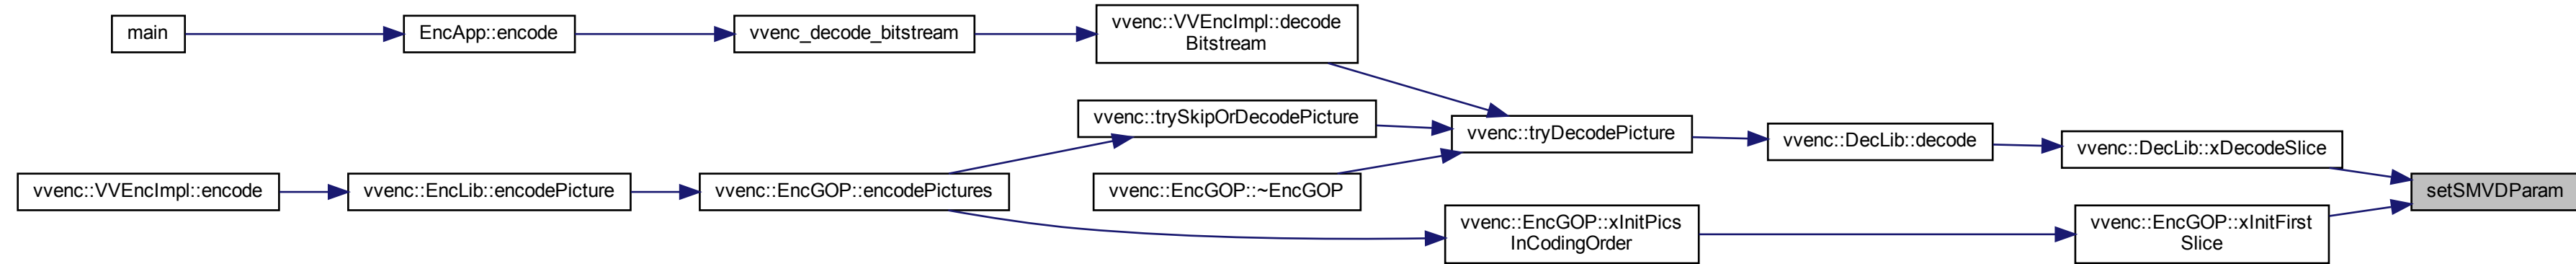 main
EncApp::encode
vvenc_decode_bitstream
vvenc::VVEncImpl::decode
Bitstream
vvenc::trySkipOrDecodePicture
vvenc::tryDecodePicture
vvenc::DecLib::decode
vvenc::DecLib::xDecodeSlice
vvenc::VVEncImpl::encode
vvenc::EncLib::encodePicture
vvenc::EncGOP::encodePictures
vvenc::EncGOP::~EncGOP
setSMVDParam
vvenc::EncGOP::xInitPics
InCodingOrder
vvenc::EncGOP::xInitFirst
Slice